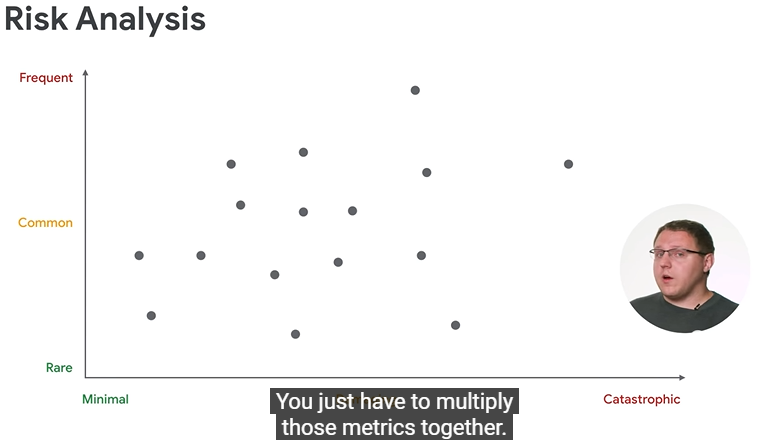 Risk Analysis
Frequent
Common
Rare
Minimal
Catastrophic
You just have to multiply
those metrics together.